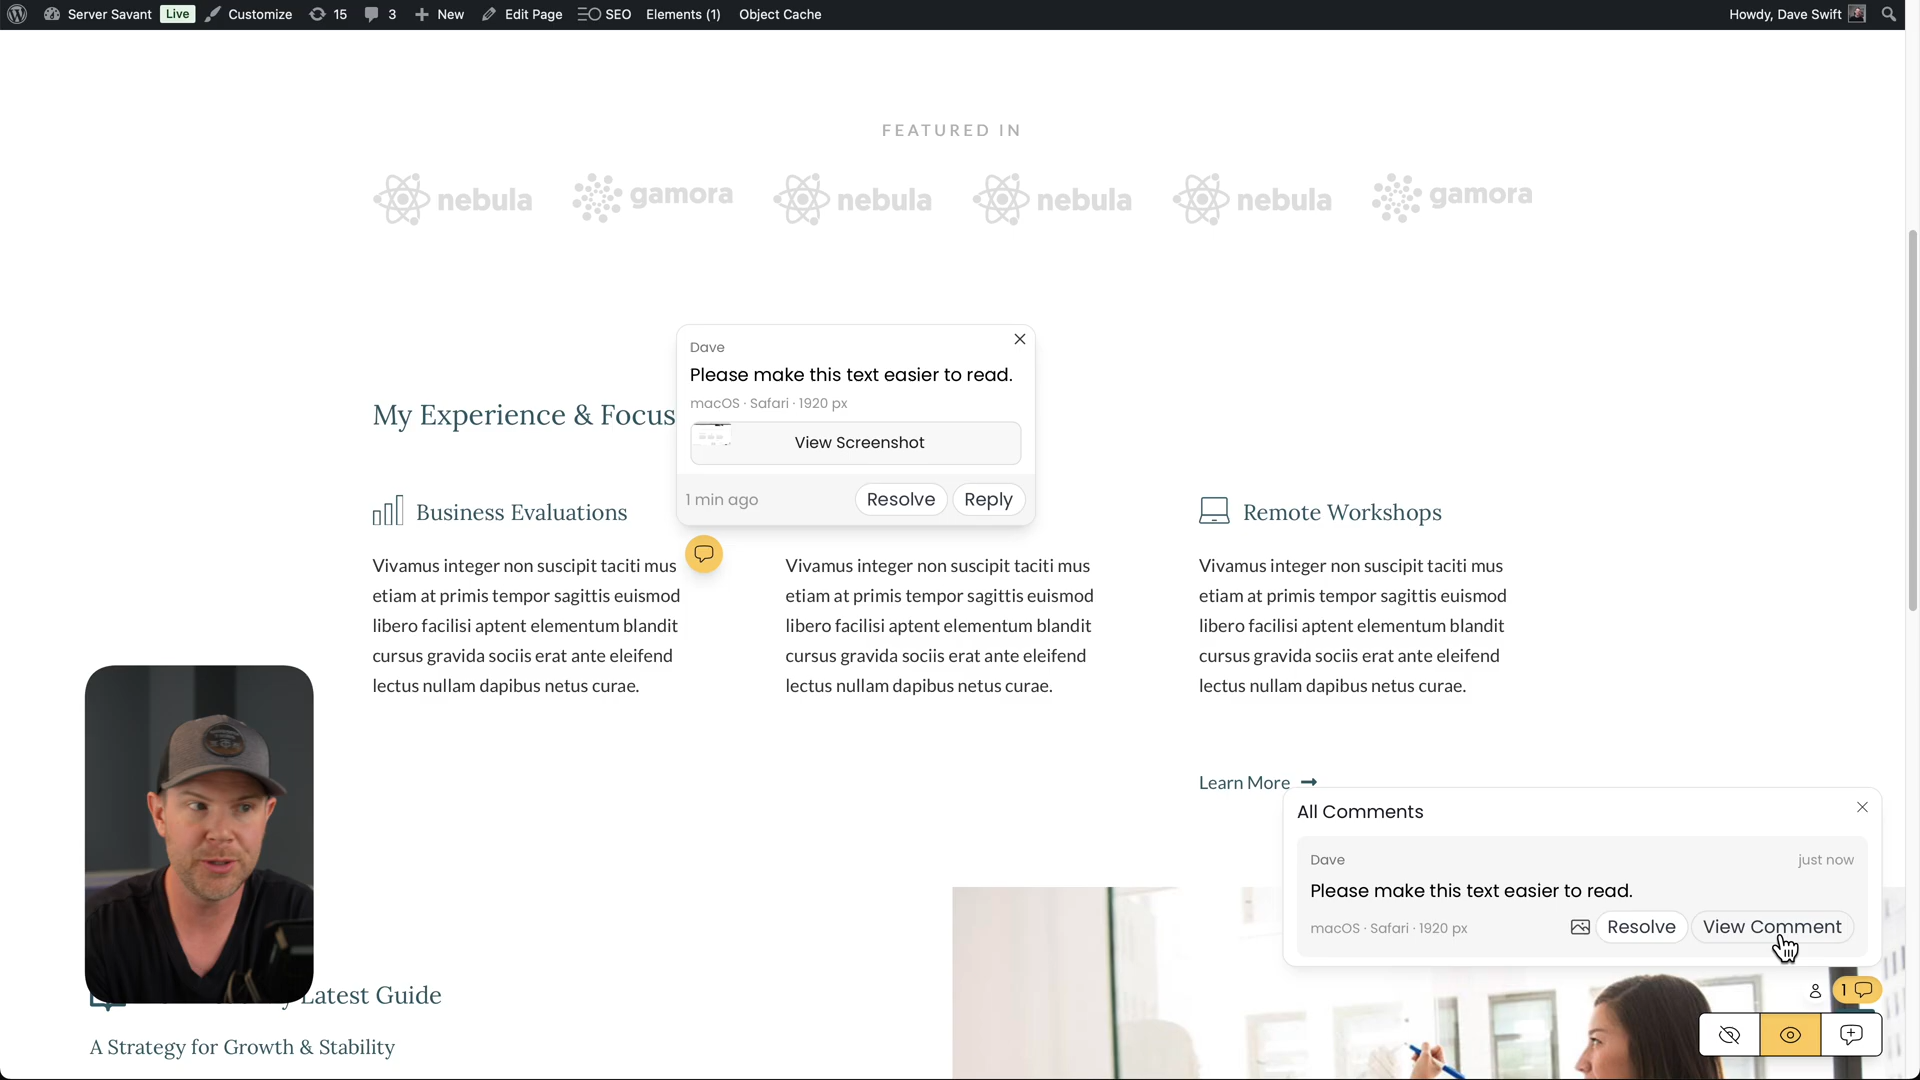 Server Savant Live Customize 15 3 New Edit Page SEO Elements (1) Object Cache Howdy, Dave Swift
FEATURED IN
nebula gamora nebula nebula nebula gamora
Dave
Please make this text easier to read.
macOS · Safari · 1920 px
View Screenshot
1 min ago Resolve Reply
My Experience & Focus
Business Evaluations
Vivamus integer non suscipit taciti mus
etiam at primis tempor sagittis euismod
libero facilisi aptent elementum blandit
cursus gravida sociis erat ante eleifend
lectus nullam dapibus netus curae.
Vivamus integer non suscipit taciti mus
etiam at primis tempor sagittis euismod
libero facilisi aptent elementum blandit
cursus gravida sociis erat ante eleifend
lectus nullam dapibus netus curae.
Remote Workshops
Vivamus integer non suscipit taciti mus
etiam at primis tempor sagittis euismod
libero facilisi aptent elementum blandit
cursus gravida sociis erat ante eleifend
lectus nullam dapibus netus curae.
Learn More
All Comments
Dave just now
Please make this text easier to read.
macOS · Safari · 1920 px Resolve View Comment
1
Latest Guide
A Strategy for Growth & Stability